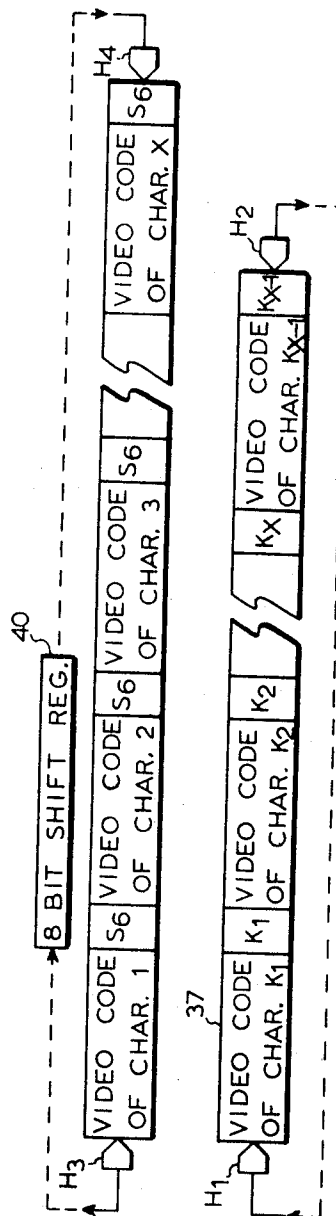 40
8 BIT SHIFT REG.
H3
VIDEO CODE OF CHAR. 1
S6
VIDEO CODE OF CHAR. 2
S6
VIDEO CODE OF CHAR. 3
S6
VIDEO CODE OF CHAR. X
S6
H4
37
H1
VIDEO CODE OF CHAR. K1
K1
VIDEO CODE OF CHAR. K2
K2
KX
VIDEO CODE OF CHAR. KX-1
KX-1
H2